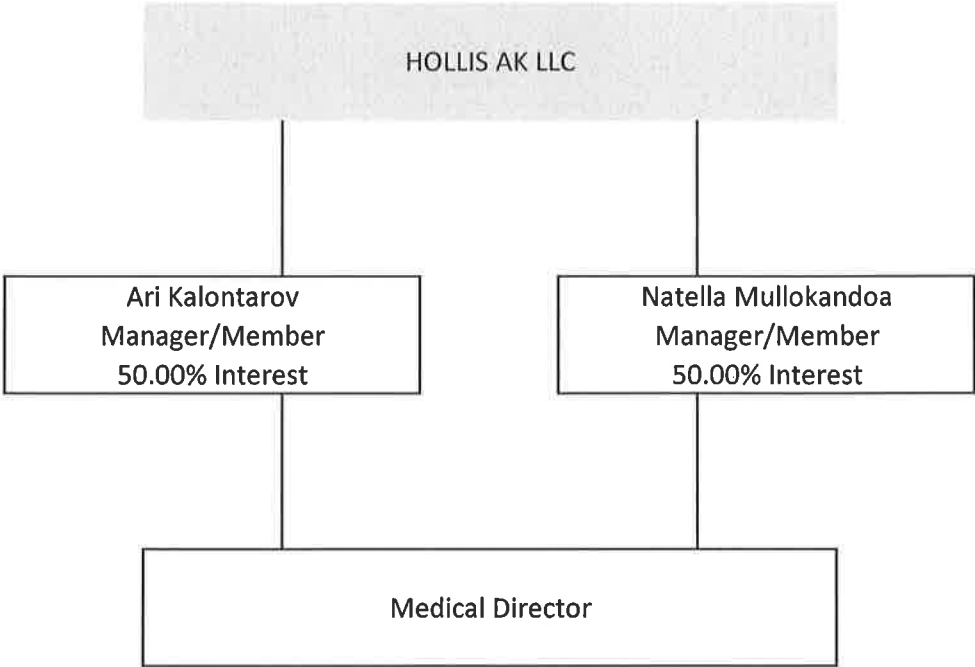 HOLLIS AK LLC
Ari Kalontarov
Manager/Member
50.00% Interest
Natella Mullokandoa
Manager/Member
50.00% Interest
Medical Director